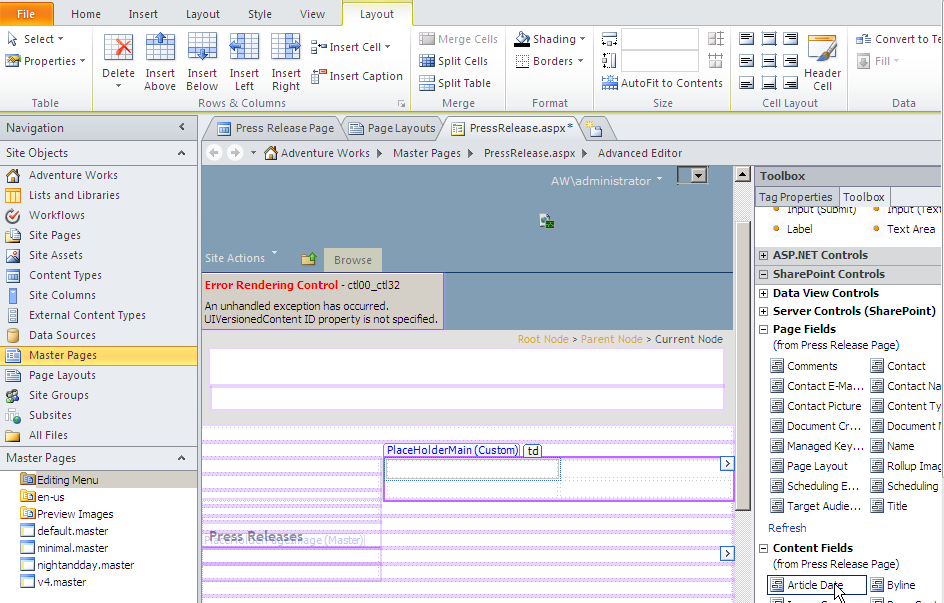 File Home Insert Layout Style View Layout
Select
Properties
Table
Delete
Insert Above
Insert Below
Insert Left
Insert Right
Insert Cell
Insert Caption
Rows & Columns
Merge Cells
Split Cells
Split Table
Merge
Shading
Borders
Format
AutoFit to Contents
Size
Header Cell
Cell Layout
Convert to Te
Fill
Data
Navigation
Site Objects
Adventure Works
Lists and Libraries
Workflows
Site Pages
Site Assets
Content Types
Site Columns
External Content Types
Data Sources
Master Pages
Page Layouts
Site Groups
Subsites
All Files
Master Pages
Editing Menu
en-us
Preview Images
default.master
minimal.master
nightandday.master
v4.master
Press Release Page Page Layouts PressRelease.aspx*
Adventure Works Master Pages PressRelease.aspx Advanced Editor
AW\administrator
Site Actions Browse
Error Rendering Control - ctl00_ctl32
An unhandled exception has occurred.
UIVersionedContent ID property is not specified.
Root Node > Parent Node > Current Node
PlaceHolderMain (Custom) td
Press Releases
PlaceHolderPageImage (Master)
Toolbox
Tag Properties Toolbox
Input (Submit) Input (Text
Label Text Area
ASP.NET Controls
SharePoint Controls
Data View Controls
Server Controls (SharePoint)
Page Fields
(from Press Release Page)
Comments Contact
Contact E-Ma... Contact Na
Contact Picture Content Ty
Document Cr... Document M
Managed Key... Name
Page Layout Rollup Imag
Scheduling E... Scheduling
Target Audie... Title
Refresh
Content Fields
(from Press Release Page)
Article Date Byline